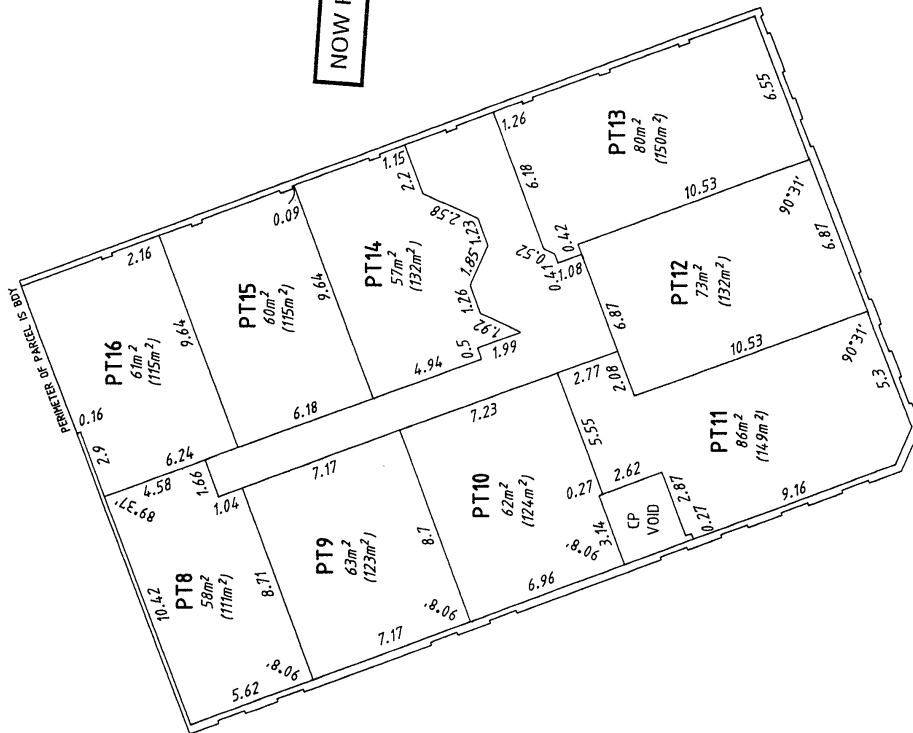 NOW
PERIMETER OF PARCEL IS BDY
0.16
2.9
2.16
PT16
61m²
(115m²)
9.64
6.24
0.09
PT15
60m²
(115m²)
9.64
6.18
1.15
2.2
2.58
1.23
1.85
1.26
1.92
PT14
57m²
(132m²)
0.5
1.99
4.94
1.26
6.18
0.52
0.42
0.41
1.08
PT13
80m²
(150m²)
6.55
10.53
90°31'
6.87
PT12
73m²
(132m²)
6.87
10.53
90°31'
5.3
2.77
2.08
5.55
PT11
86m²
(149m²)
9.16
2.62
2.87
0.27
CP
VOID
3.14
0.27
7.23
PT10
62m²
(124m²)
90°8'
6.96
8.7
7.17
PT9
63m²
(123m²)
90°8'
7.17
8.71
1.04
1.66
4.58
89°37'
10.42
PT8
58m²
(111m²)
90°8'
5.62